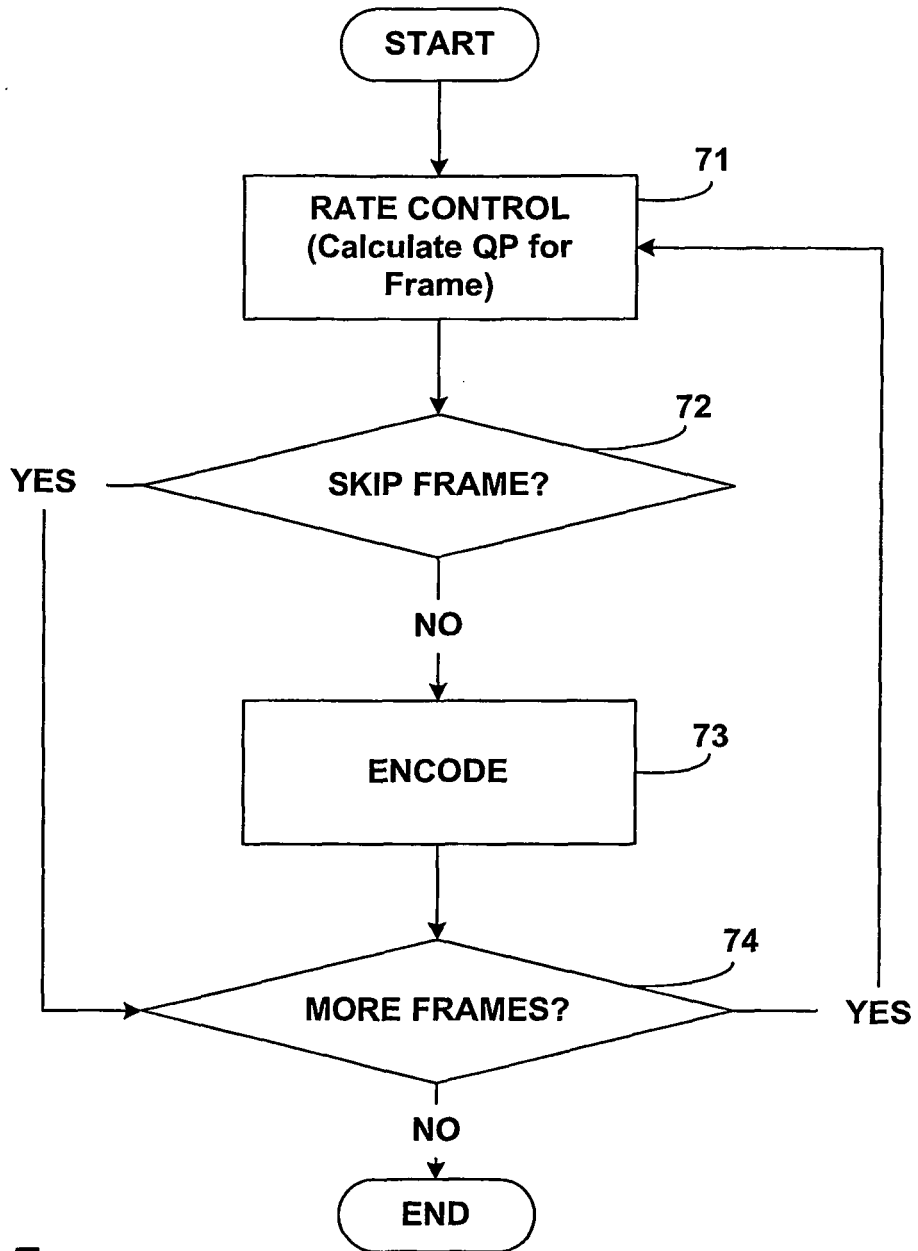 START
71
RATE CONTROL
(Calculate QP for
Frame)
72
YES
SKIP FRAME?
NO
73
ENCODE
74
MORE FRAMES?
YES
NO
END